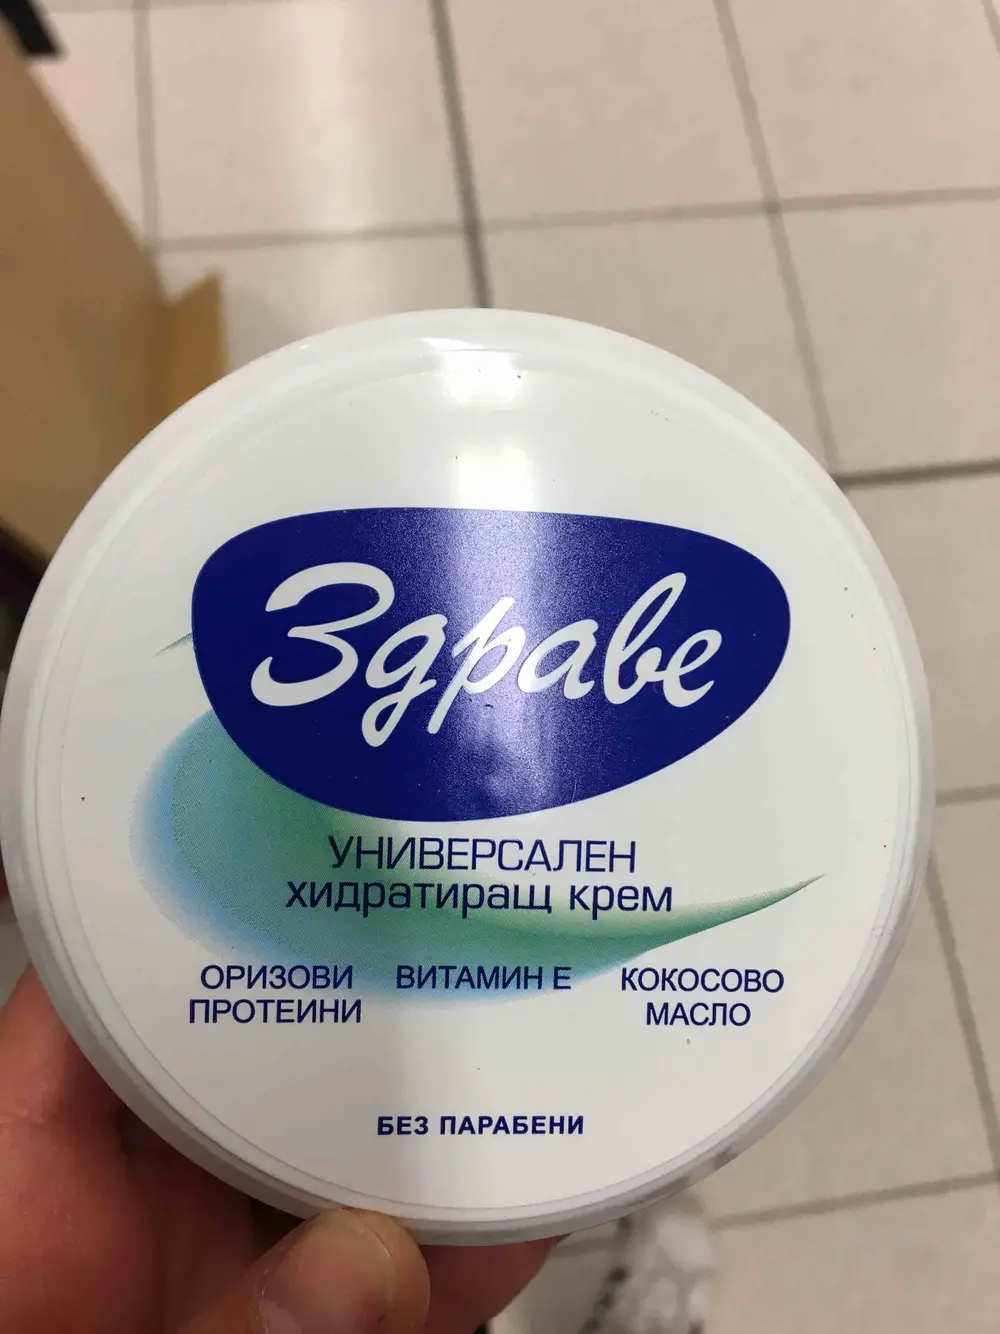 Здраве
УНИВЕРСАЛЕН
хидратиращ крем
ОРИЗОВИ ПРОТЕИНИ
ВИТАМИН Е
КОКОСОВО МАСЛО
БЕЗ ПАРАБЕНИ